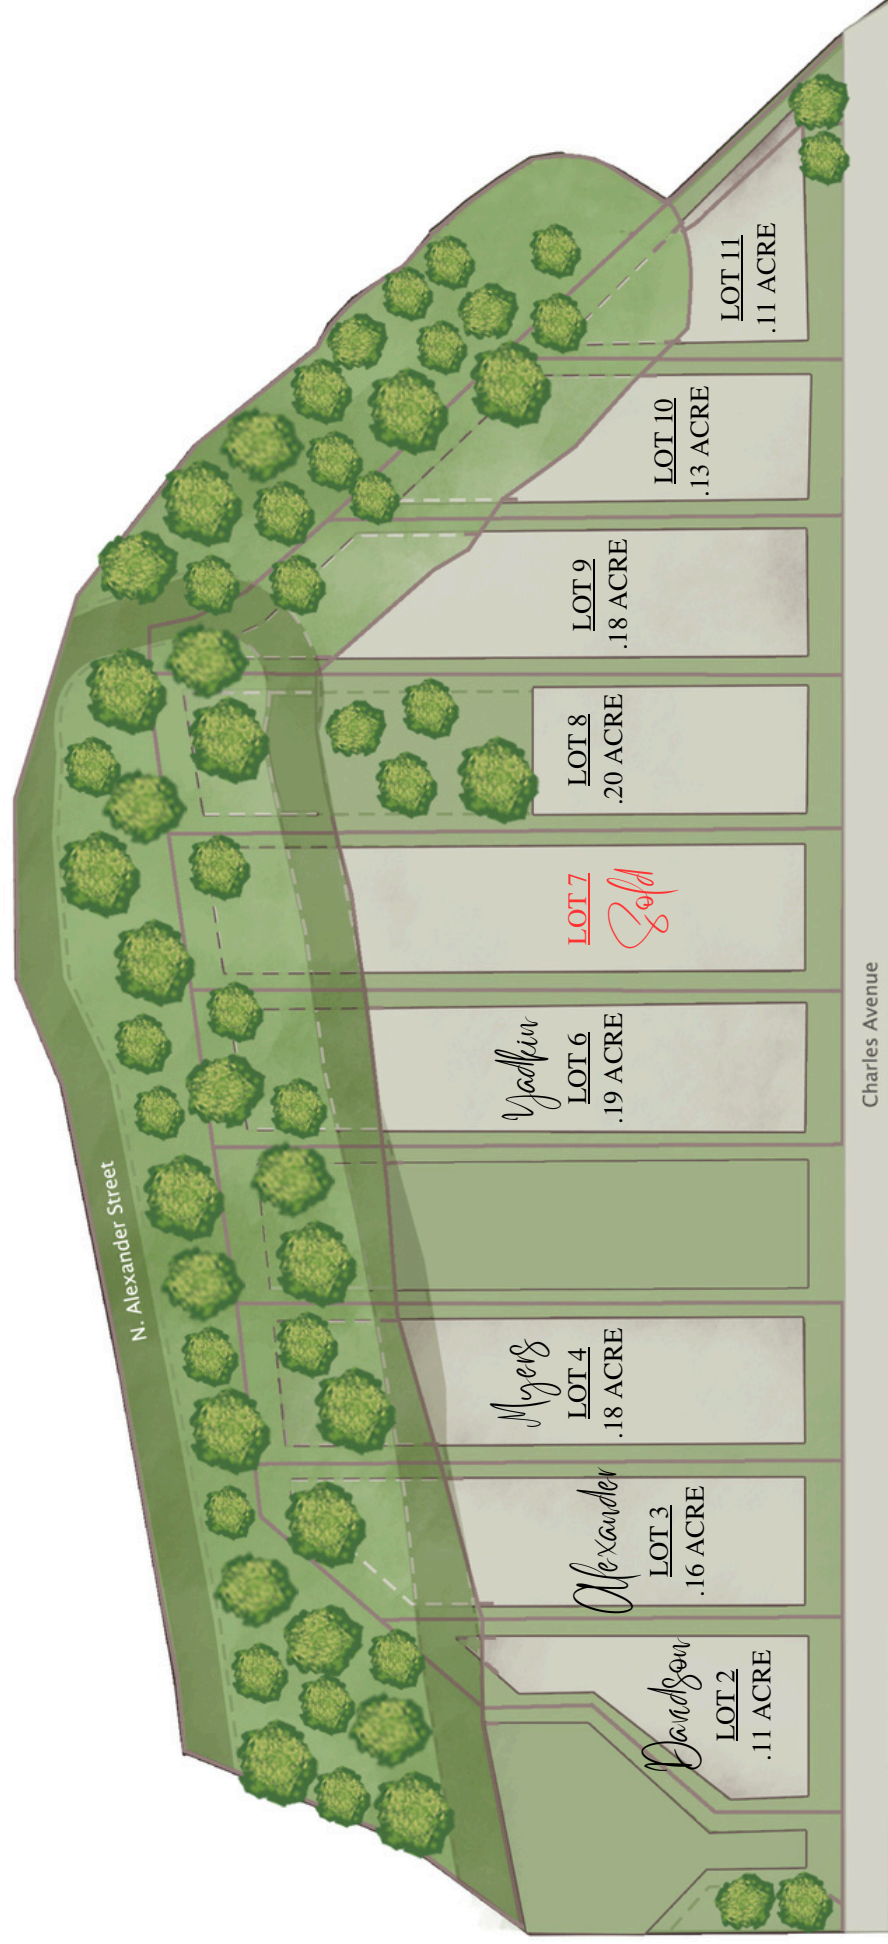 LOT 11
.11 ACRE
LOT 10
.13 ACRE
LOT 9
.18 ACRE
LOT 8
.20 ACRE
LOT 7
Sold
Yadkin
LOT 6
.19 ACRE
Myers
LOT 4
.18 ACRE
Alexander
LOT 3
.16 ACRE
Davidson
LOT 2
.11 ACRE
N. Alexander Street
Charles Avenue